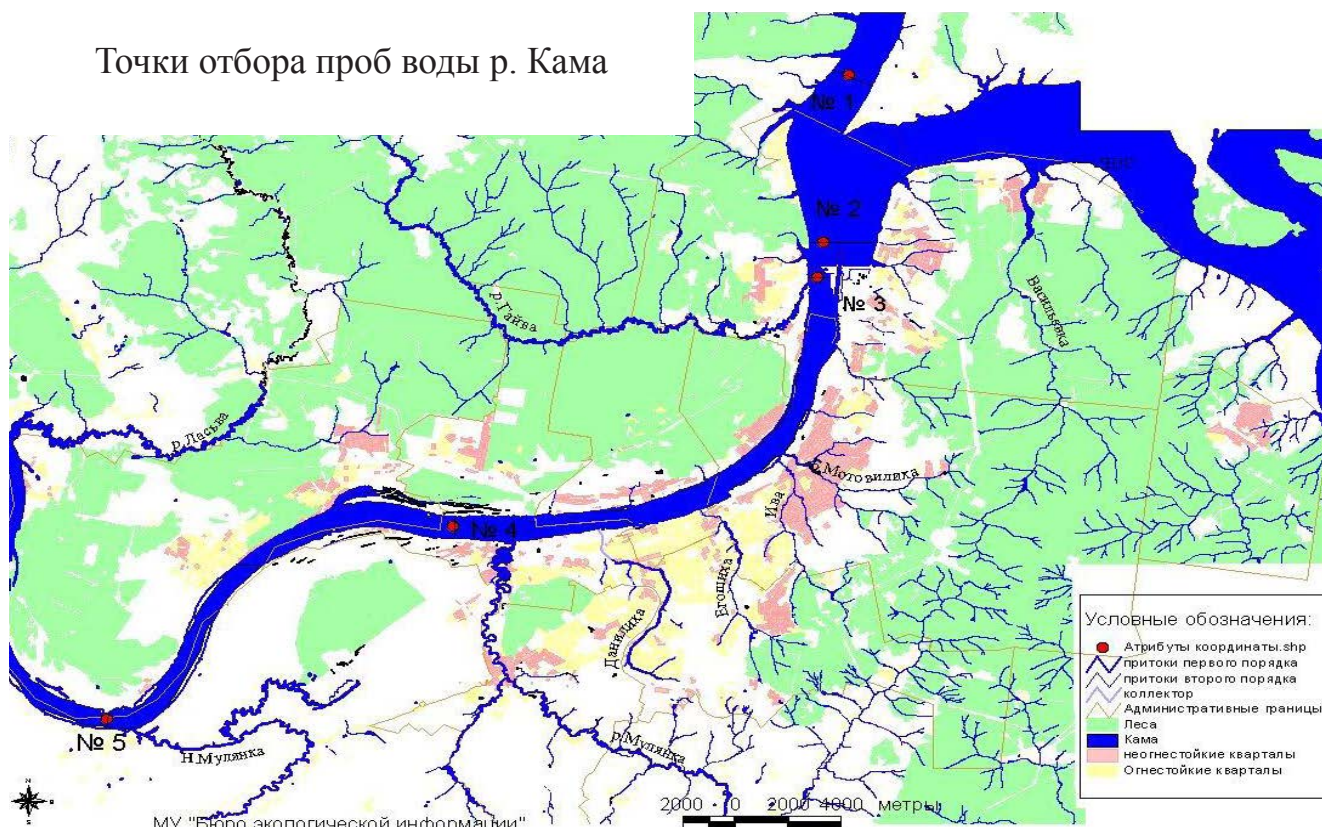 Точки отбора проб воды р. Кама
№ 1
№ 2
№ 3
р.Гайва
Васильевка
р.Ласьва
р.Мотовилиха
Ива
№ 4
Егошиха
Данилиха
№ 5
Н.Мулянка
р.Мулянка
Условные обозначения:
Атрибуты координаты.shp
притоки первого порядка
притоки второго порядка
коллектор
Административные границы
Леса
Кама
неогнестойкие кварталы
Огнестойкие кварталы
2000 0 2000 4000 метры
МУ "Бюро экологической информации"